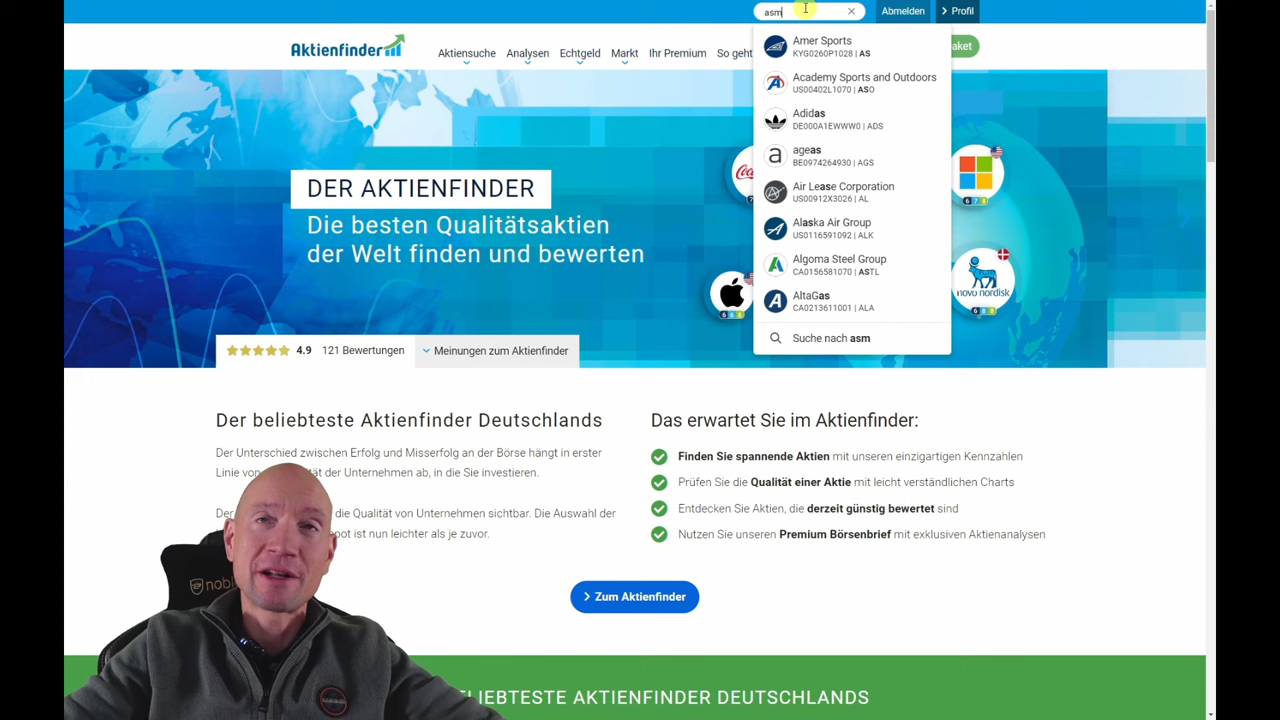 asm
Abmelden
Profil
Aktienfinder
Aktiensuche
Analysen
Echtgeld
Markt
Ihr Premium
So geht
aket
Amer Sports
KYG0260P1028 | AS
Academy Sports and Outdoors
US00402L1070 | ASO
Adidas
DE000A1EWWW0 | ADS
ageas
BE0974264930 | AGS
Air Lease Corporation
US00912X3026 | AL
Alaska Air Group
US0116591092 | ALK
Algoma Steel Group
CA0156581070 | ASTL
AltaGas
CA0213611001 | ALA
Suche nach asm
DER AKTIENFINDER
Die besten Qualitätsaktien
der Welt finden und bewerten
novo nordisk
4.9 121 Bewertungen
Meinungen zum Aktienfinder
Der beliebteste Aktienfinder Deutschlands
Der Unterschied zwischen Erfolg und Misserfolg an der Börse hängt in erster
Linie von der Qualität der Unternehmen ab, in die Sie investieren.
Der die Qualität von Unternehmen sichtbar. Die Auswahl der
pot ist nun leichter als je zuvor.
Das erwartet Sie im Aktienfinder:
Finden Sie spannende Aktien mit unseren einzigartigen Kennzahlen
Prüfen Sie die Qualität einer Aktie mit leicht verständlichen Charts
Entdecken Sie Aktien, die derzeit günstig bewertet sind
Nutzen Sie unseren Premium Börsenbrief mit exklusiven Aktienanalysen
Zum Aktienfinder
LIEBTESTE AKTIENFINDER DEUTSCHLANDS